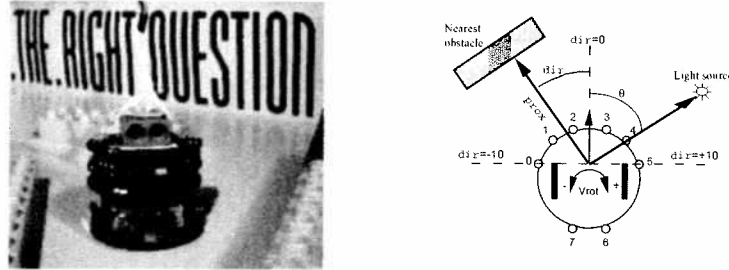 .THE.RIGHT QUESTION
Nearest
obstacle
dir=0
dir
θ
Light source
prox
1
2
3
4
dir=-10
0
5
dir=+10
-
Vrot
+
7
6